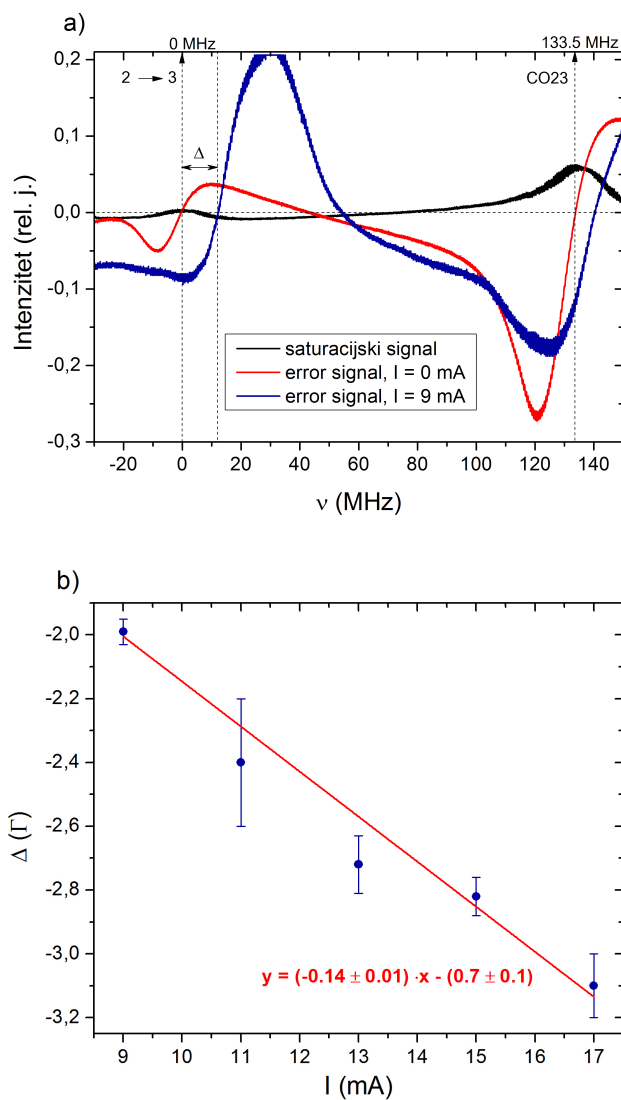 a)
0 MHz
133.5 MHz
2 → 3
CO23
Δ
0,2
0,1
0,0
-0,1
-0,2
-0,3
Intenzitet (rel. j.)
saturacijski signal
error signal, I = 0 mA
error signal, I = 9 mA
-20 0 20 40 60 80 100 120 140
ν (MHz)
b)
-2,0
-2,2
-2,4
-2,6
-2,8
-3,0
-3,2
Δ (Γ)
y = (-0.14 ± 0.01) ·x - (0.7 ± 0.1)
9 10 11 12 13 14 15 16 17
I (mA)